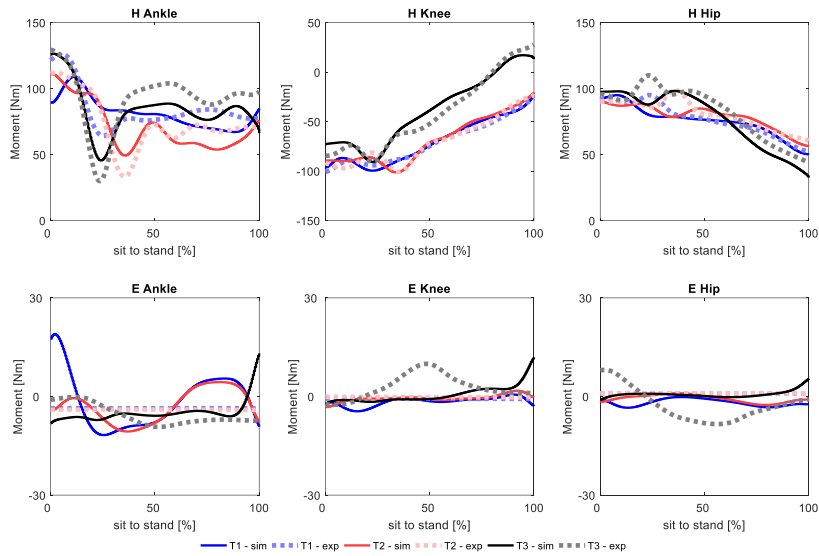 H Ankle
H Knee
H Hip
150
100
50
0
Moment [Nm]
0
50
100
sit to stand [%]
50
0
-50
-100
-150
Moment [Nm]
0
50
100
sit to stand [%]
150
100
50
0
Moment [Nm]
0
50
100
sit to stand [%]
E Ankle
E Knee
E Hip
30
0
-30
Moment [Nm]
0
50
100
sit to stand [%]
30
0
-30
Moment [Nm]
0
50
100
sit to stand [%]
30
0
-30
Moment [Nm]
0
50
100
sit to stand [%]
T1 - sim T1 - exp T2 - sim T2 - exp T3 - sim T3 - exp